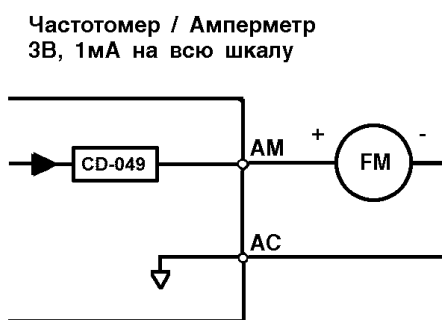 Частотомер / Амперметр
3В, 1мА на всю шкалу
AM
+
-
CD-049
FM
AC